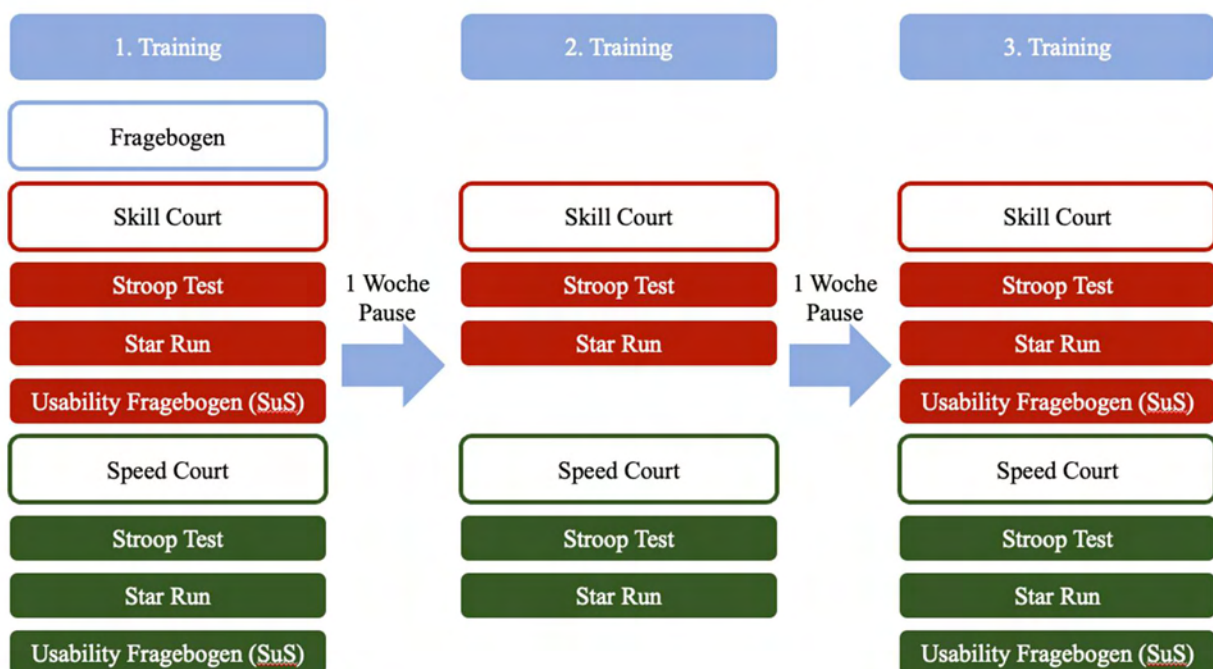 1. Training
Fragebogen
Skill Court
Stroop Test
Star Run
Usability Fragebogen (SuS)
Speed Court
Stroop Test
Star Run
Usability Fragebogen (SuS)
1 Woche
Pause
2. Training
Skill Court
Stroop Test
Star Run
Speed Court
Stroop Test
Star Run
1 Woche
Pause
3. Training
Skill Court
Stroop Test
Star Run
Usability Fragebogen (SuS)
Speed Court
Stroop Test
Star Run
Usability Fragebogen (SuS)